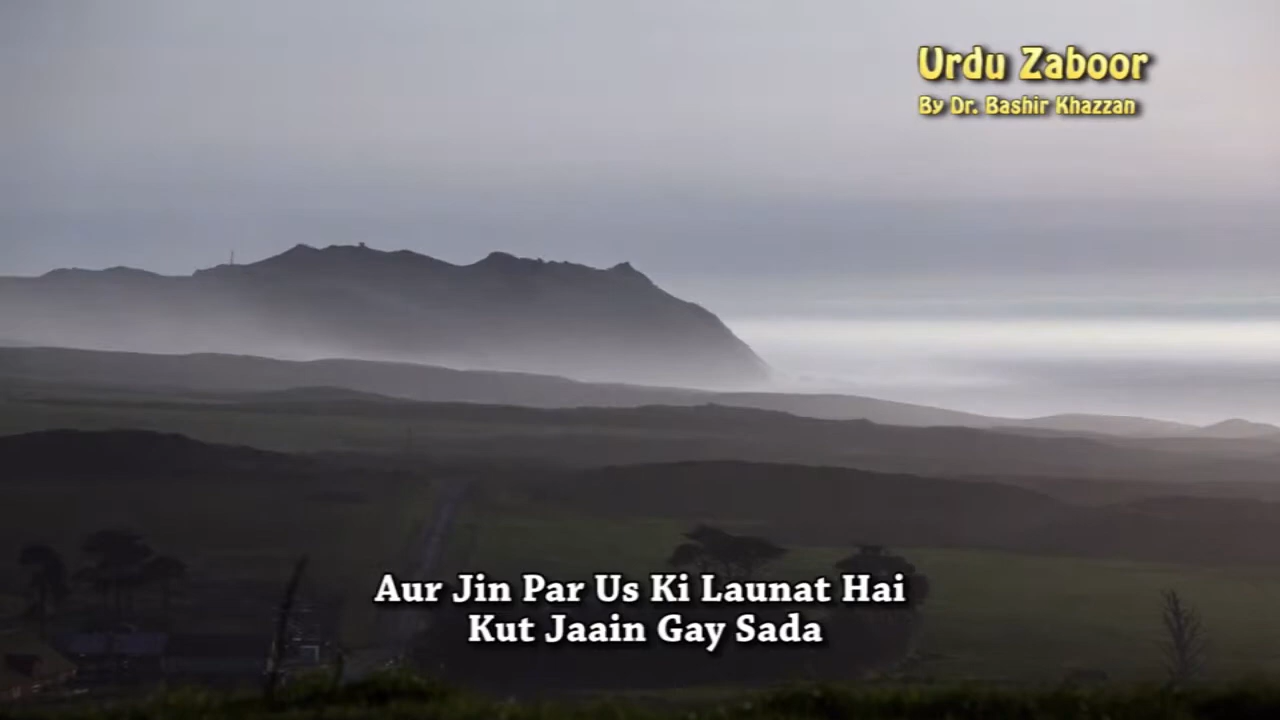 Urdu Zaboor
By Dr. Bashir Khazzan
Aur Jin Par Us Ki Launat Hai
Kut Jaain Gay Sada